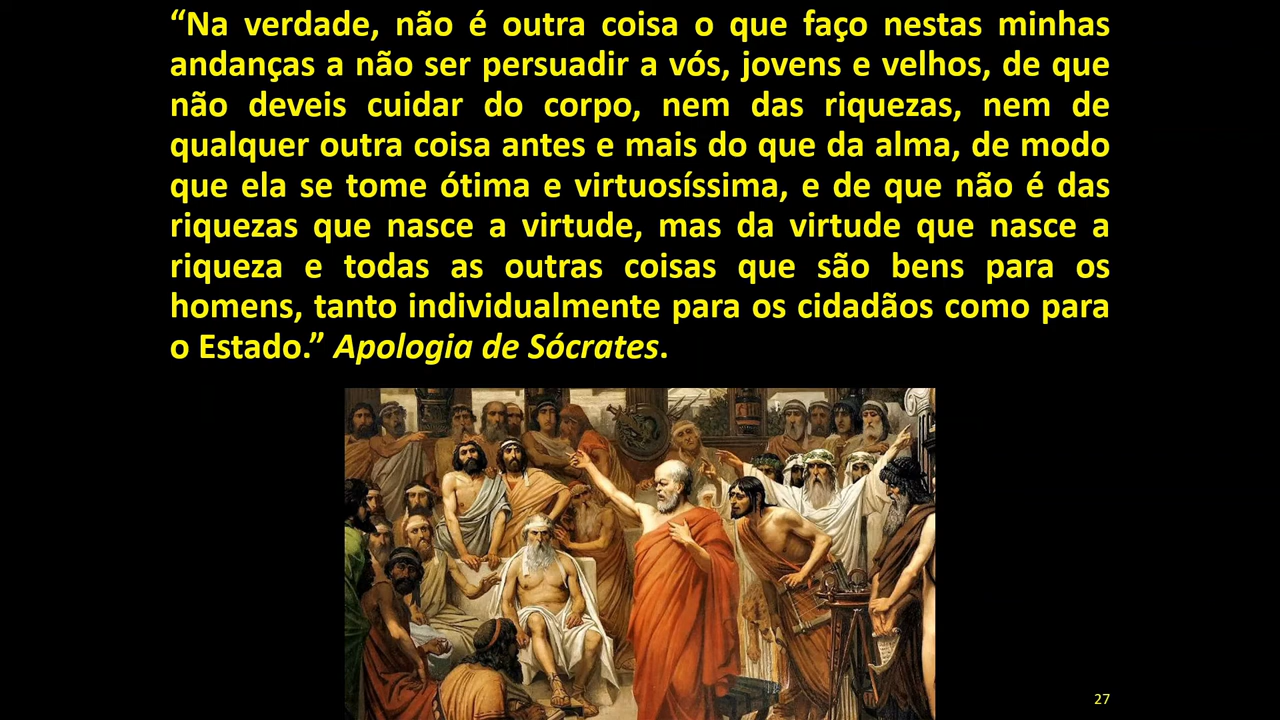 “Na verdade, não é outra coisa o que faço nestas minhas
andanças a não ser persuadir a vós, jovens e velhos, de que
não deveis cuidar do corpo, nem das riquezas, nem de
qualquer outra coisa antes e mais do que da alma, de modo
que ela se tome ótima e virtuosíssima, e de que não é das
riquezas que nasce a virtude, mas da virtude que nasce a
riqueza e todas as outras coisas que são bens para os
homens, tanto individualmente para os cidadãos como para
o Estado.” Apologia de Sócrates.
27